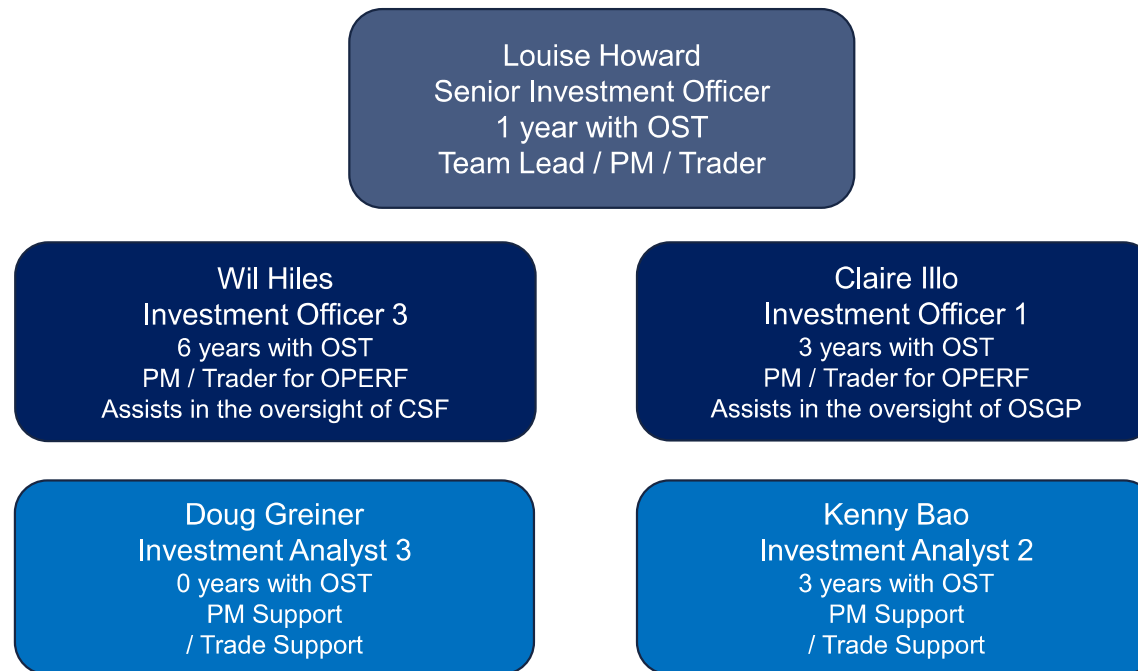 Louise Howard
Senior Investment Officer
1 year with OST
Team Lead / PM / Trader
Wil Hiles
Investment Officer 3
6 years with OST
PM / Trader for OPERF
Assists in the oversight of CSF
Claire Illo
Investment Officer 1
3 years with OST
PM / Trader for OPERF
Assists in the oversight of OSGP
Doug Greiner
Investment Analyst 3
0 years with OST
PM Support
/ Trade Support
Kenny Bao
Investment Analyst 2
3 years with OST
PM Support
/ Trade Support